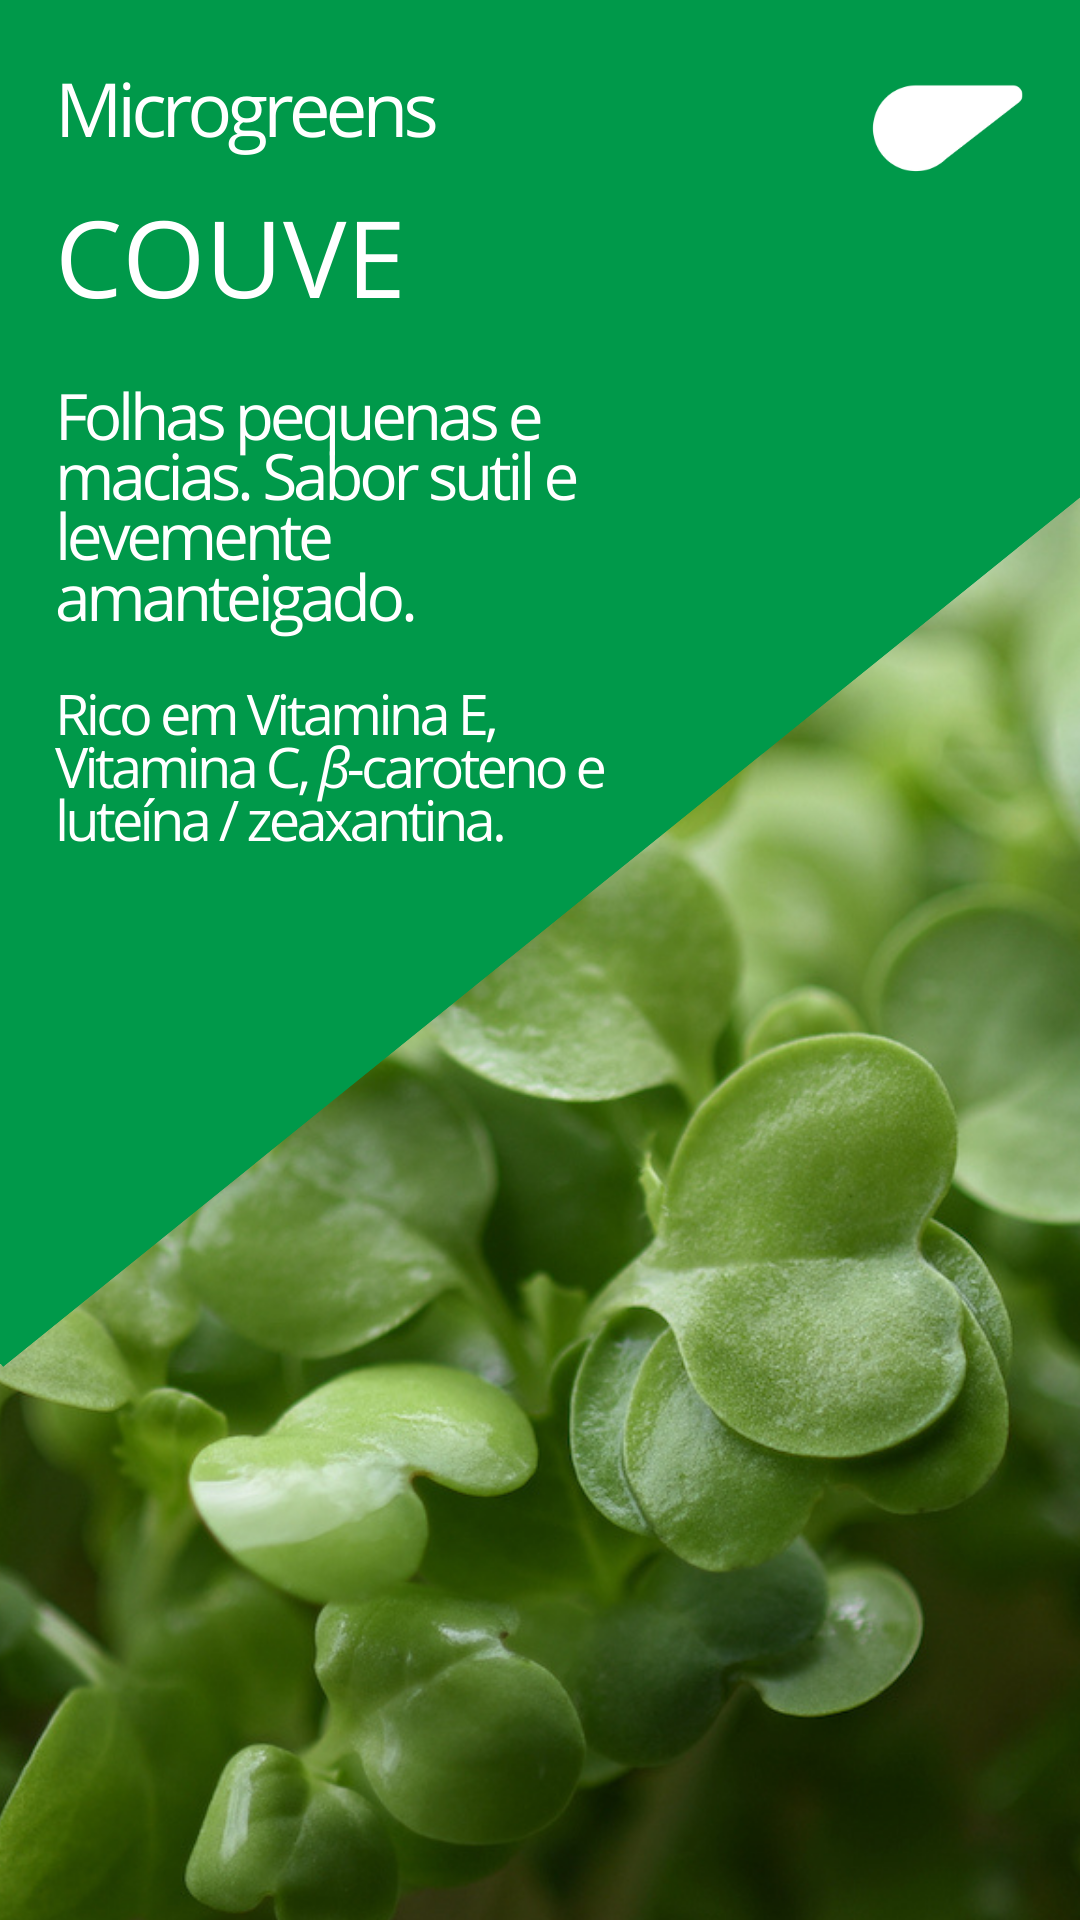 Microgreens
COUVE
Folhas pequenas e
macias. Sabor sutil e
levemente
amanteigado.
Rico em Vitamina E,
Vitamina C, β-caroteno e
luteína / zeaxantina.